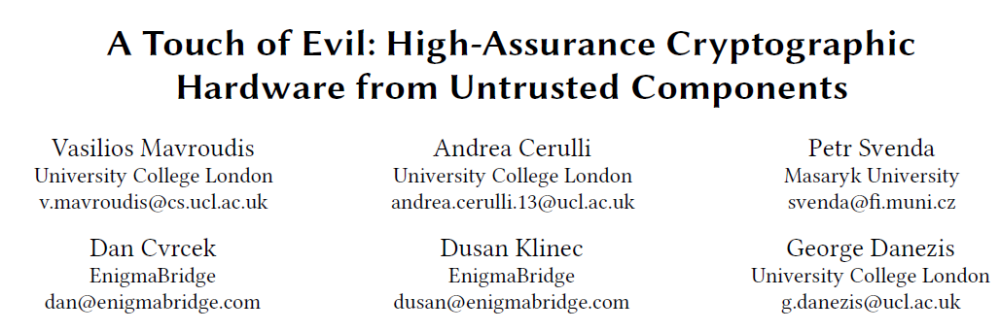 A Touch of Evil: High-Assurance Cryptographic
Hardware from Untrusted Components
Vasilios Mavroudis
University College London
v.mavroudis@cs.ucl.ac.uk
Andrea Cerulli
University College London
andrea.cerulli.13@ucl.ac.uk
Petr Svenda
Masaryk University
svenda@fi.muni.cz
Dan Cvrcek
EnigmaBridge
dan@enigmabridge.com
Dusan Klinec
EnigmaBridge
dusan@enigmabridge.com
George Danezis
University College London
g.danezis@ucl.ac.uk